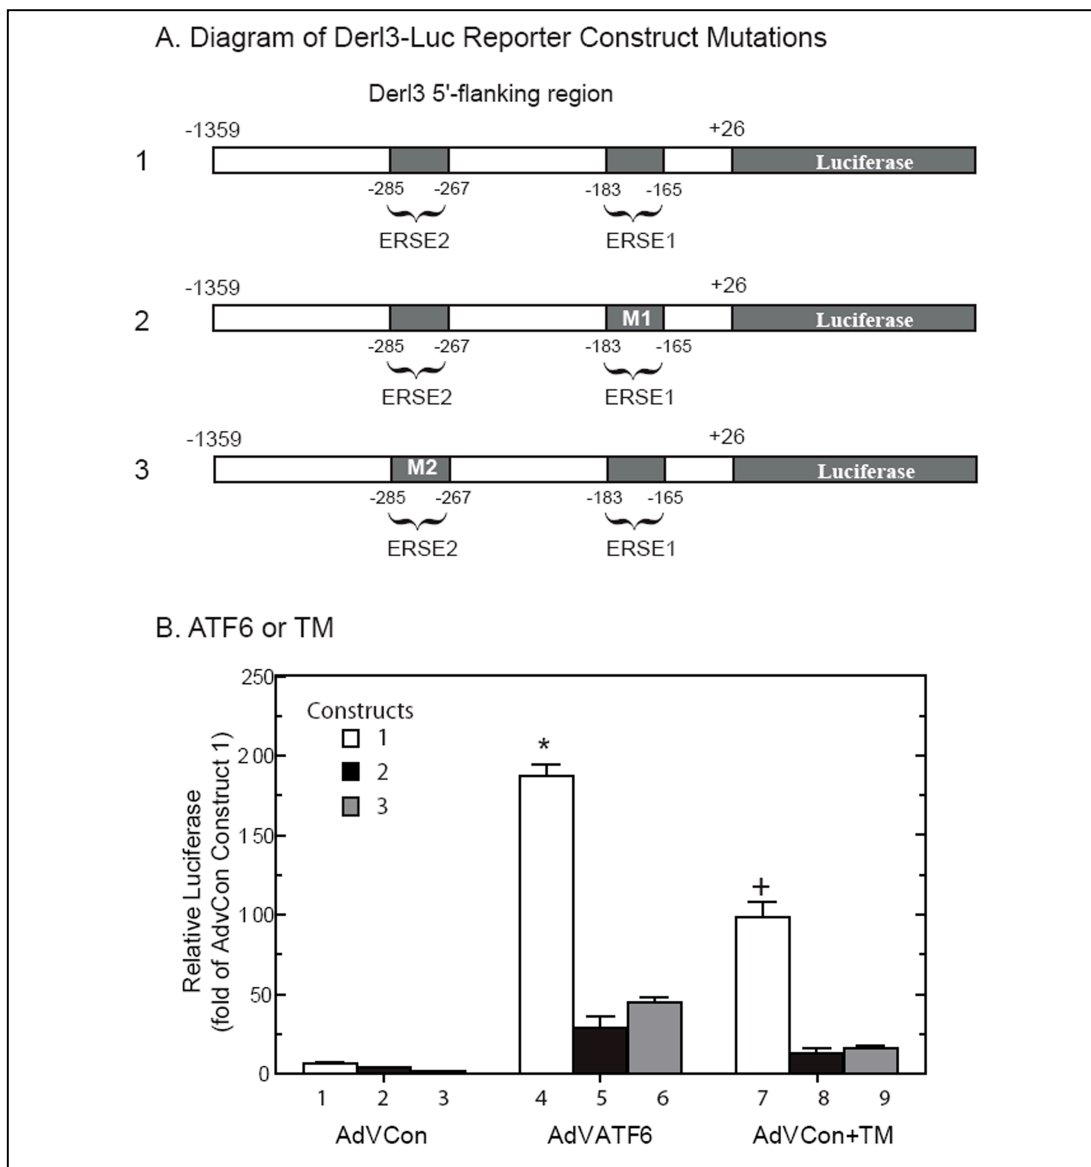 A. Diagram of Derl3-Luc Reporter Construct Mutations
Derl3 5'-flanking region
-1359
+26
1
Luciferase
-285
-267
-183
-165
ERSE2
ERSE1
-1359
+26
2
M1
Luciferase
-285
-267
-183
-165
ERSE2
ERSE1
-1359
+26
3
M2
Luciferase
-285
-267
-183
-165
ERSE2
ERSE1
B. ATF6 or TM
Relative Luciferase
(fold of AdvCon Construct 1)
250
200
150
100
50
0
Constructs
1
2
3
*
+
1 2 3 4 5 6 7 8 9
AdVCon AdVATF6 AdVCon+TM